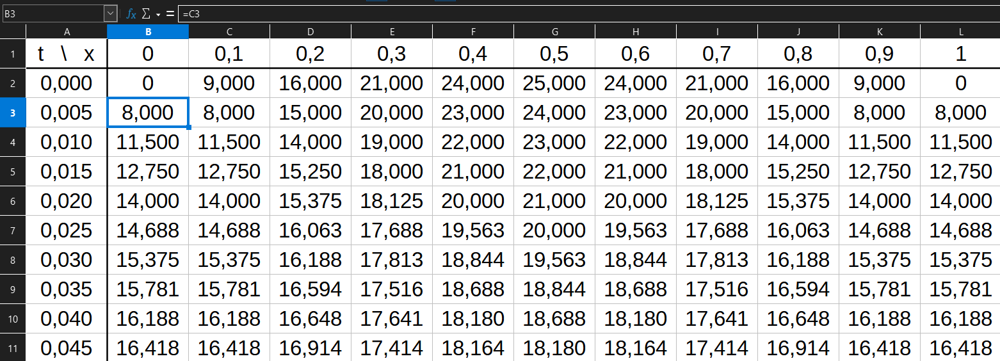 B3 fx Σ = =C3
A B C D E F G H I J K L
1 t \ x 0 0,1 0,2 0,3 0,4 0,5 0,6 0,7 0,8 0,9 1
2 0,000 0 9,000 16,000 21,000 24,000 25,000 24,000 21,000 16,000 9,000 0
3 0,005 8,000 8,000 15,000 20,000 23,000 24,000 23,000 20,000 15,000 8,000 8,000
4 0,010 11,500 11,500 14,000 19,000 22,000 23,000 22,000 19,000 14,000 11,500 11,500
5 0,015 12,750 12,750 15,250 18,000 21,000 22,000 21,000 18,000 15,250 12,750 12,750
6 0,020 14,000 14,000 15,375 18,125 20,000 21,000 20,000 18,125 15,375 14,000 14,000
7 0,025 14,688 14,688 16,063 17,688 19,563 20,000 19,563 17,688 16,063 14,688 14,688
8 0,030 15,375 15,375 16,188 17,813 18,844 19,563 18,844 17,813 16,188 15,375 15,375
9 0,035 15,781 15,781 16,594 17,516 18,688 18,844 18,688 17,516 16,594 15,781 15,781
10 0,040 16,188 16,188 16,648 17,641 18,180 18,688 18,180 17,641 16,648 16,188 16,188
11 0,045 16,418 16,418 16,914 17,414 18,164 18,180 18,164 17,414 16,914 16,418 16,418